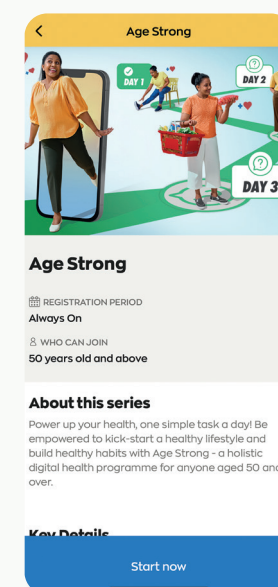 Age Strong
DAY 1
DAY 2
DAY 3
Age Strong
REGISTRATION PERIOD
Always On
WHO CAN JOIN
50 years old and above
About this series
Power up your health, one simple task a day! Be
empowered to kick-start a healthy lifestyle and
build healthy habits with Age Strong - a holistic
digital health programme for anyone aged 50 and
over.
Key Details
Start now